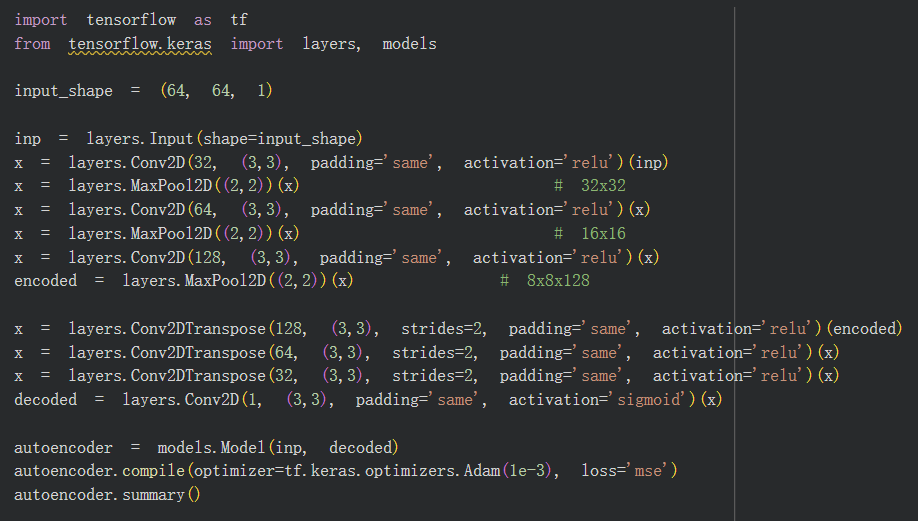 import tensorflow as tf
from tensorflow.keras import layers, models

input_shape = (64, 64, 1)

inp = layers.Input(shape=input_shape)
x = layers.Conv2D(32, (3,3), padding='same', activation='relu')(inp)
x = layers.MaxPool2D((2,2))(x) # 32x32
x = layers.Conv2D(64, (3,3), padding='same', activation='relu')(x)
x = layers.MaxPool2D((2,2))(x) # 16x16
x = layers.Conv2D(128, (3,3), padding='same', activation='relu')(x)
encoded = layers.MaxPool2D((2,2))(x) # 8x8x128

x = layers.Conv2DTranspose(128, (3,3), strides=2, padding='same', activation='relu')(encoded)
x = layers.Conv2DTranspose(64, (3,3), strides=2, padding='same', activation='relu')(x)
x = layers.Conv2DTranspose(32, (3,3), strides=2, padding='same', activation='relu')(x)
decoded = layers.Conv2D(1, (3,3), padding='same', activation='sigmoid')(x)

autoencoder = models.Model(inp, decoded)
autoencoder.compile(optimizer=tf.keras.optimizers.Adam(1e-3), loss='mse')
autoencoder.summary()